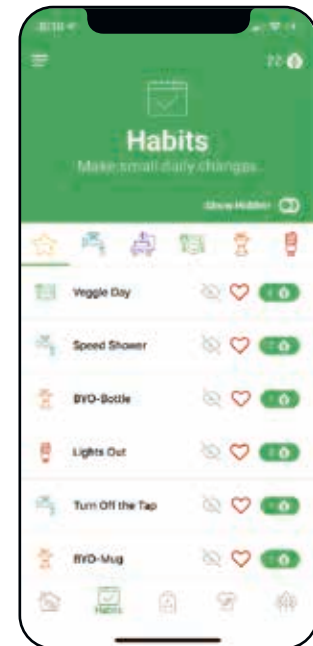 Habits
Make small daily changes.
Show Hidden
Veggie Day
Speed Shower
BYO-Bottle
Lights Out
Turn Off the Tap
BYO-Mug
Habits